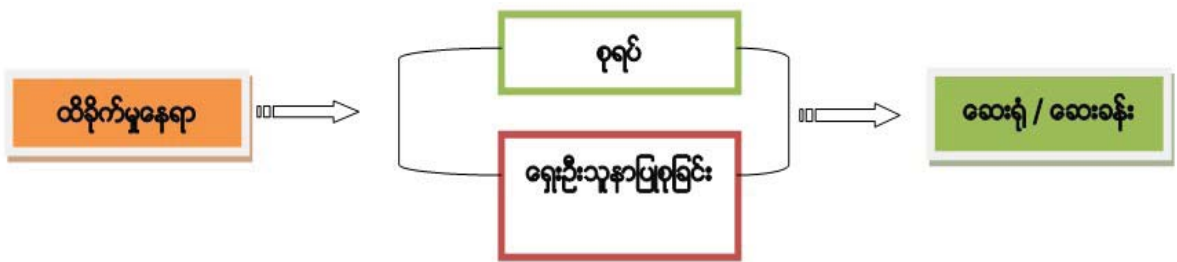 ထိခိုက်မှုနေရာ
စုရပ်
ရှေးဦးသူနာပြုစုခြင်း
ဆေးရုံ / ဆေးခန်း